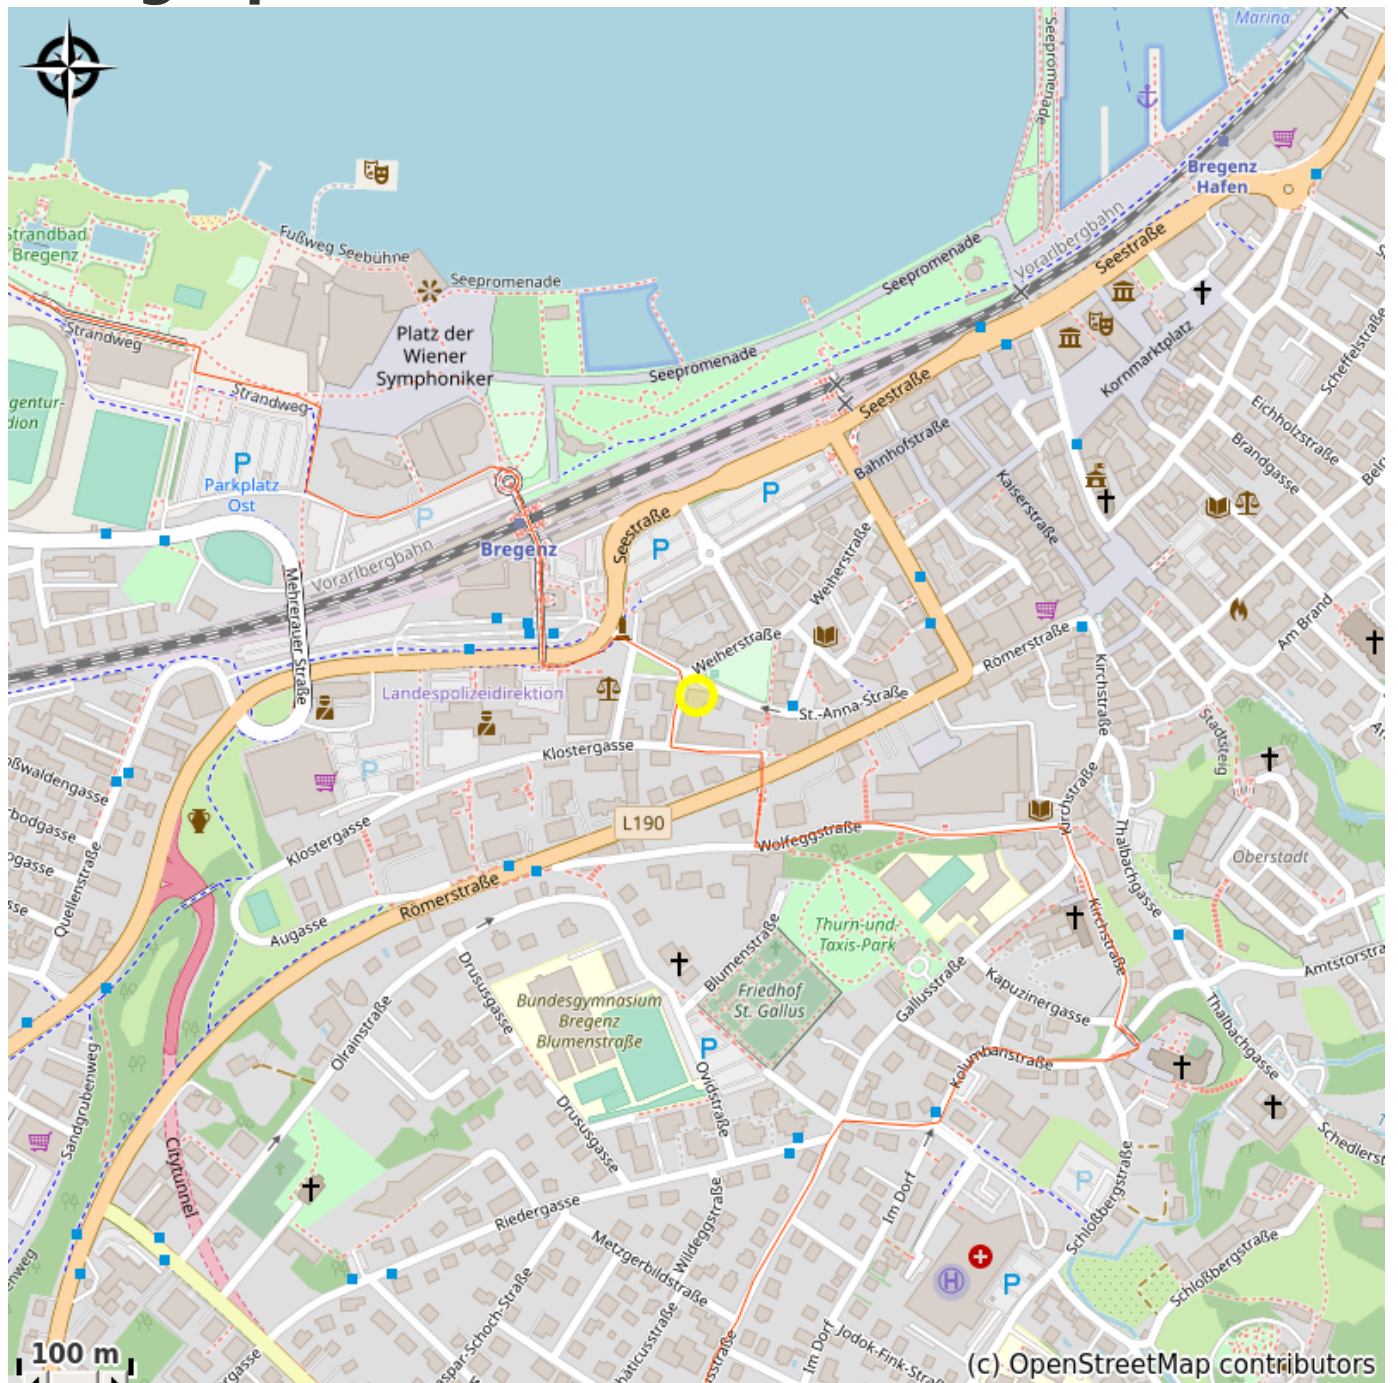 Marina
Seepromenade
Bregenz
Hafen
Strandbad
Bregenz
Fußweg Seebühne
Seepromenade
Seepromenade
Vorarlbergbahn
Seestraße
Strandweg
Platz der
Wiener
Symphoniker
Seepromenade
Kornmarktplatz
Scheffelstraße
Strandweg
Seestraße
Eichholzstraße
Bahnhofstraße
Brandgasse
P
Parkplatz
Ost
P
P
P
Kaiserstraße
Seestraße
Bregenz
Vorarlbergbahn
Weiherstraße
Mehrerauer Straße
Am Brand
Weiherstraße
Römerstraße
Kirchstraße
Landespolizeidirektion
St.-Anna-Straße
Stadtsteig
Klostergasse
P
Kirchstraße
L190
Klostergasse
Wolfeggstraße
Thalbachgasse
Oberstadt
Quellenstraße
Römerstraße
Augasse
Thurn-und-
Taxis-Park
Kirchstraße
Blumenstraße
Drususgasse
Gallusstraße
Kapuzinergasse
Bundesgymnasium
Bregenz
Blumenstraße
Friedhof
St. Gallus
Thalbachgasse
Ölrainstraße
P
Kolumbanstraße
Ovidstraße
Sandgrubenweg
Drususgasse
Citytunnel
P
Im Dorf
Riedergasse
Wildeggstraße
Schloßbergstraße
Metzgerbildstraße
Schloßbergstraße
H
P
Im Dorf
Jodok-Fink-Straße
100 m
(c) OpenStreetMap contributors